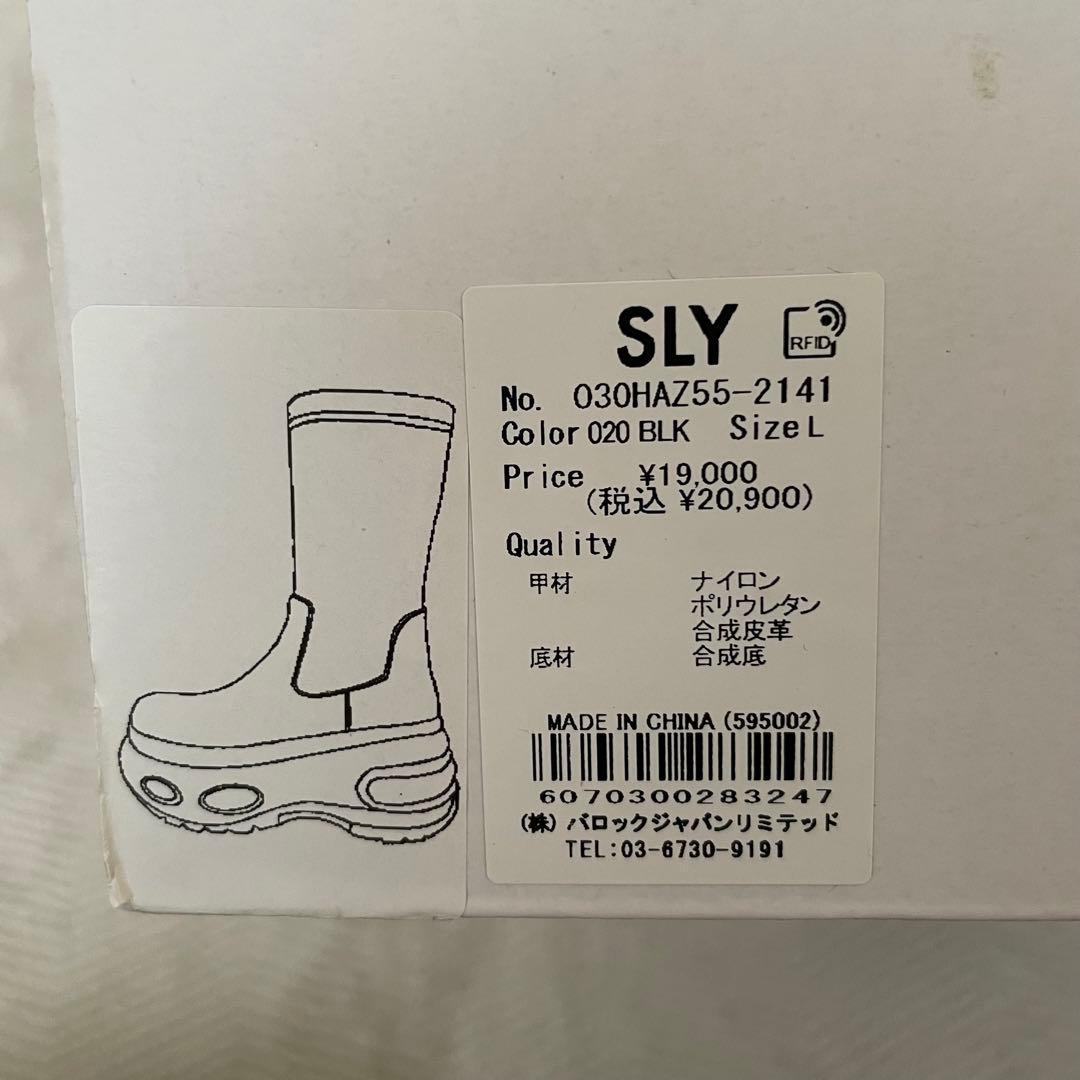 SLY RFID
No. 030HAZ55-2141
Color 020 BLK Size L
Price ¥19,000
(税込 ¥20,900)
Quality
甲材 ナイロン
ポリウレタン
合成皮革
底材 合成底
MADE IN CHINA (595002)
6070300283247
(株) バロックジャパンリミテッド
TEL:03-6730-9191